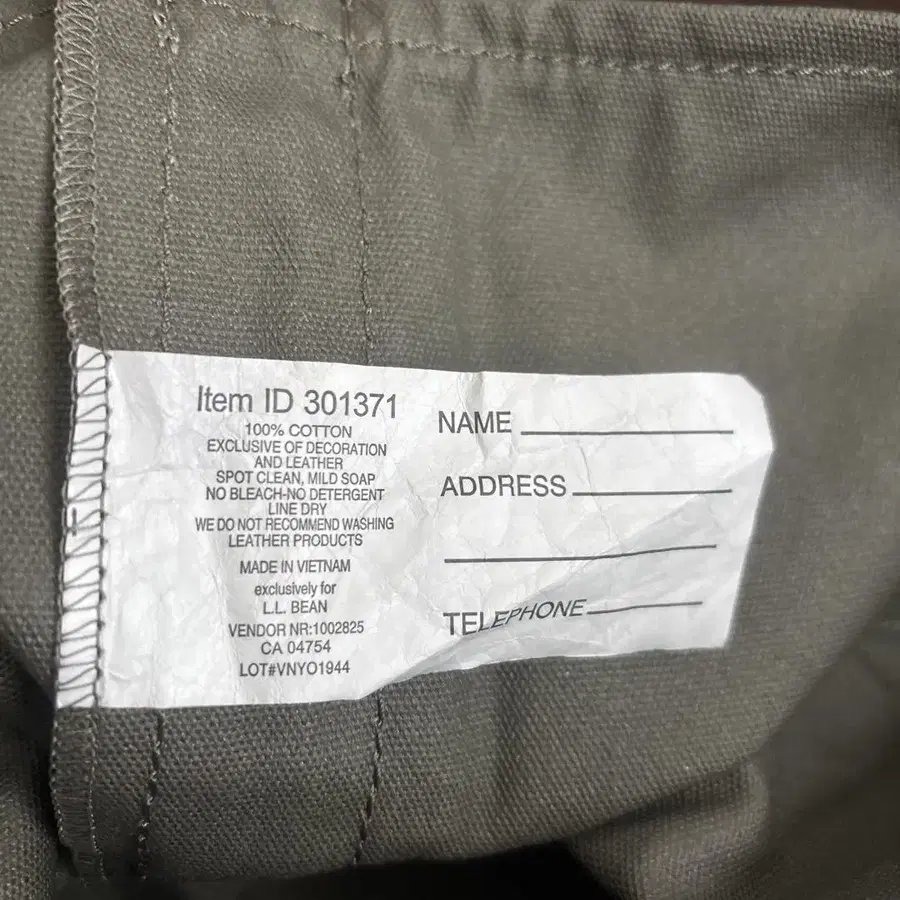 Item ID 301371
100% COTTON
EXCLUSIVE OF DECORATION
AND LEATHER
SPOT CLEAN, MILD SOAP
NO BLEACH-NO DETERGENT
LINE DRY
WE DO NOT RECOMMEND WASHING
LEATHER PRODUCTS
MADE IN VIETNAM
exclusively for
L.L. BEAN
VENDOR NR:1002825
CA 04754
LOT#VNYO1944
NAME
ADDRESS
TELEPHONE